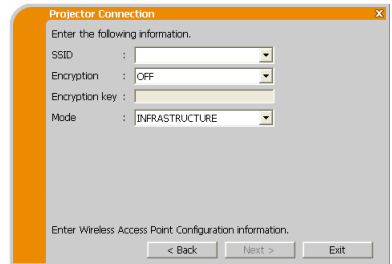 Projector Connection X
Enter the following information.
SSID :
Encryption : OFF
Encryption key :
Mode : INFRASTRUCTURE
Enter Wireless Access Point Configuration information.
< Back Next > Exit